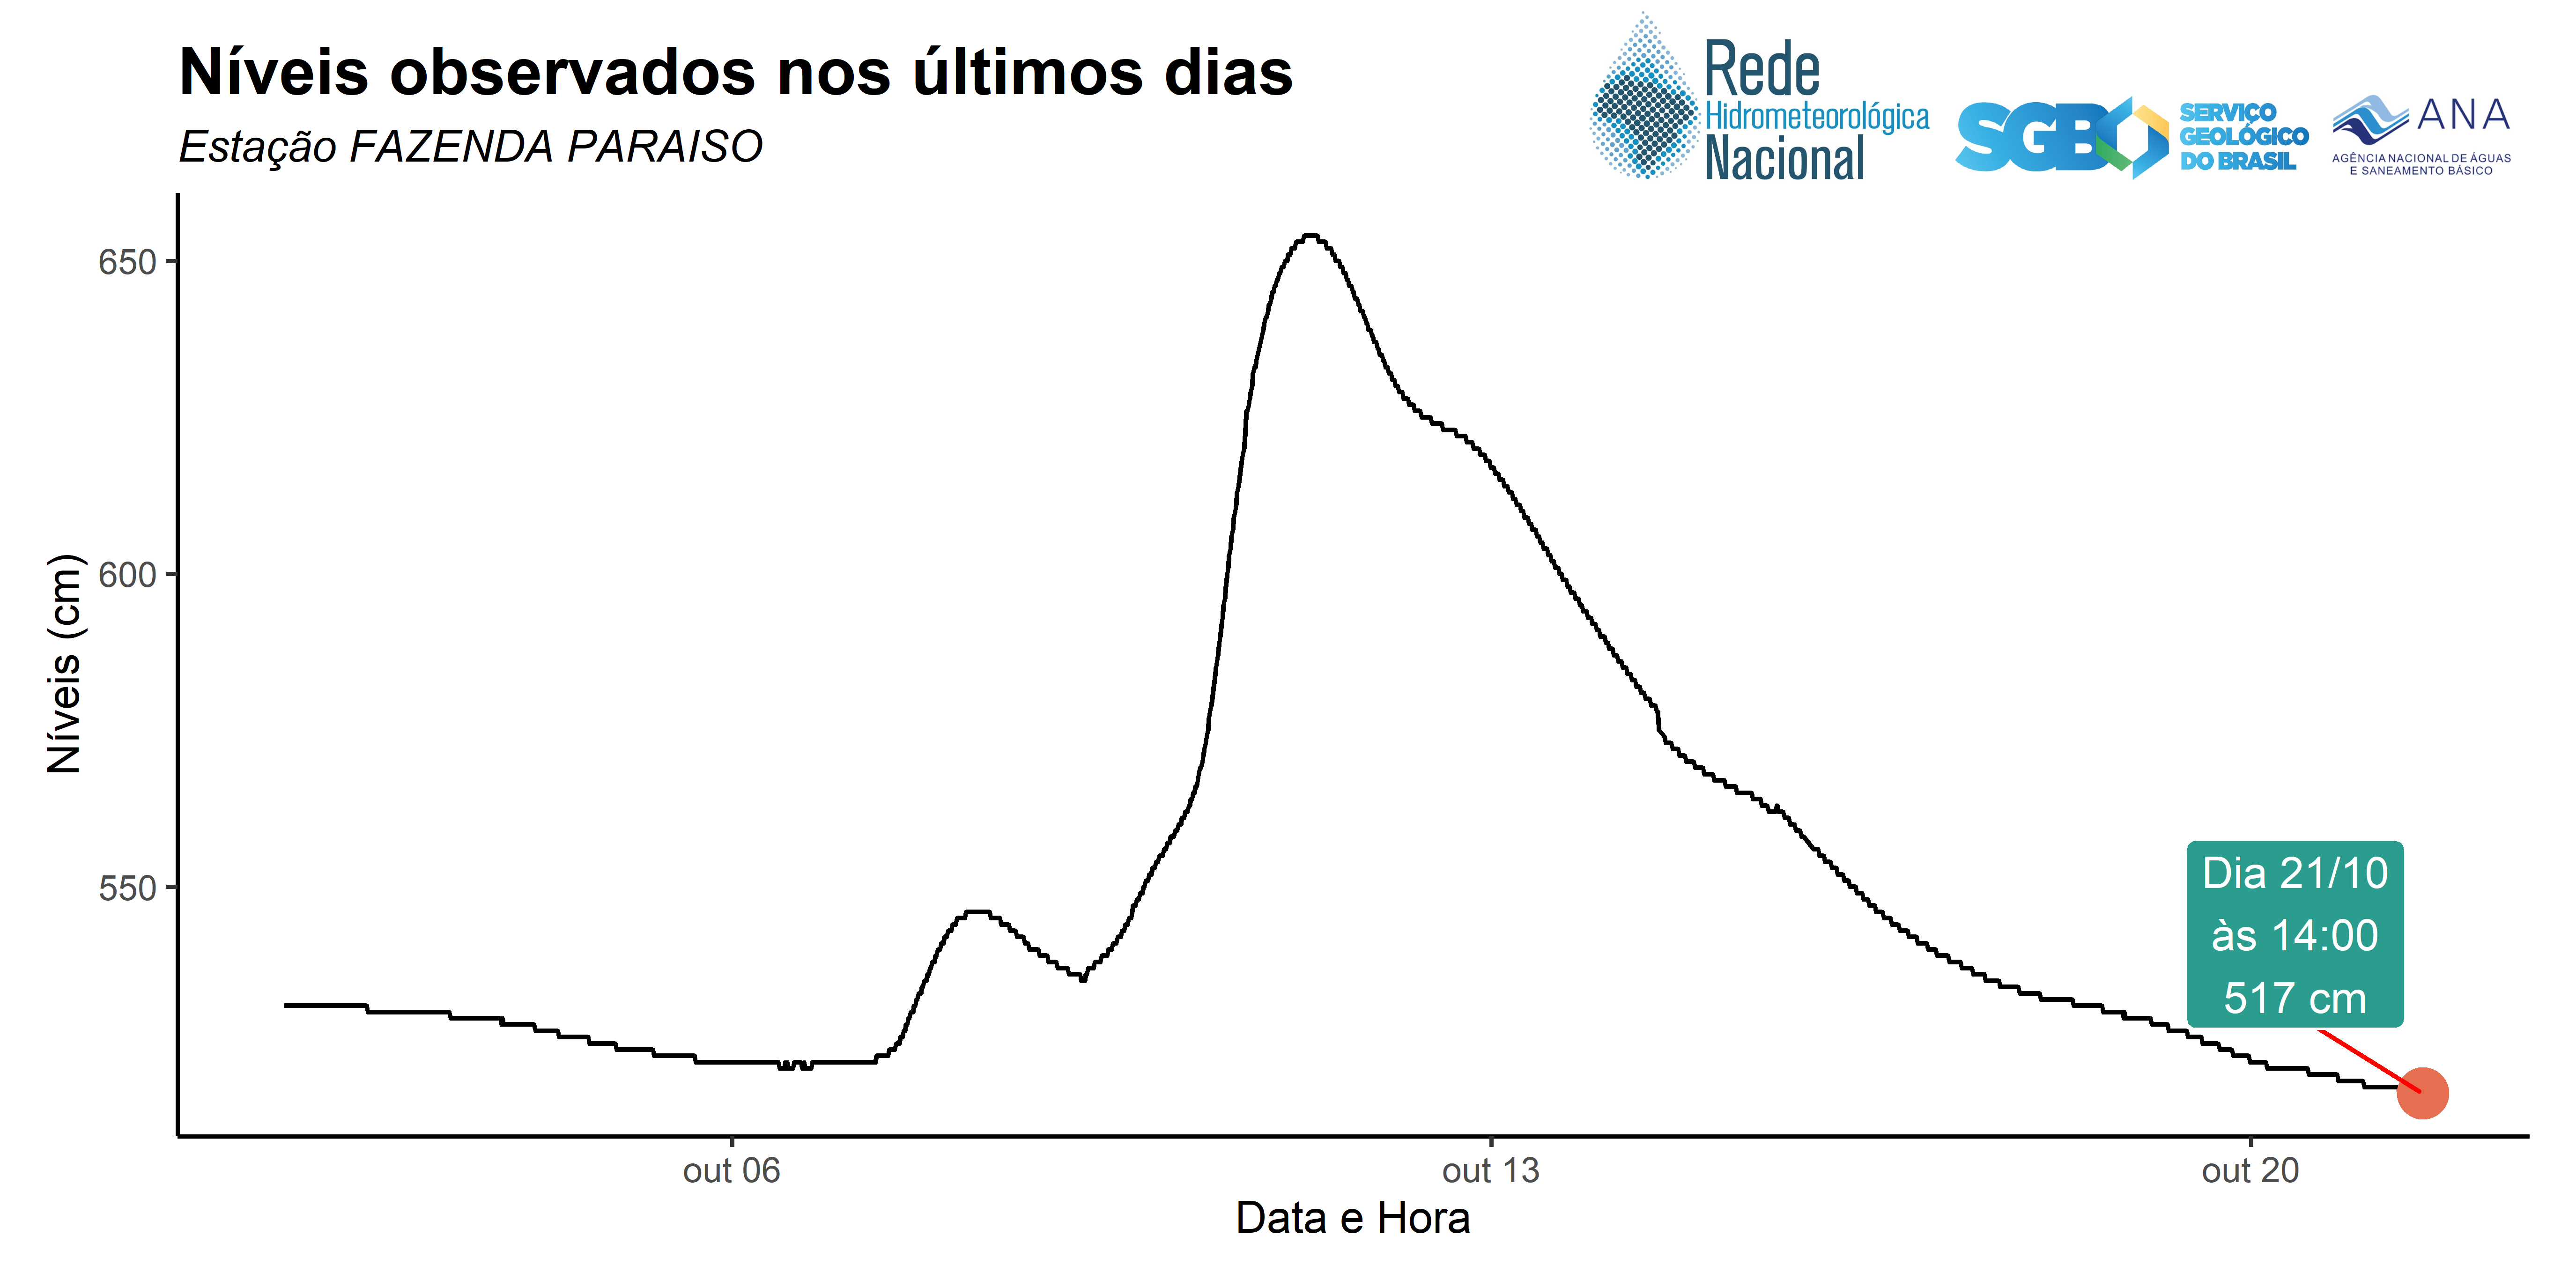 Níveis observados nos últimos dias
Estação FAZENDA PARAISO
Rede
Hidrometeorológica
Nacional
SGB
SERVIÇO
GEOLÓGICO
DO BRASIL
ANA
AGÊNCIA NACIONAL DE ÁGUAS
E SANEAMENTO BÁSICO
Níveis (cm)
650
600
550
Dia 21/10
às 14:00
517 cm
out 06
out 13
out 20
Data e Hora